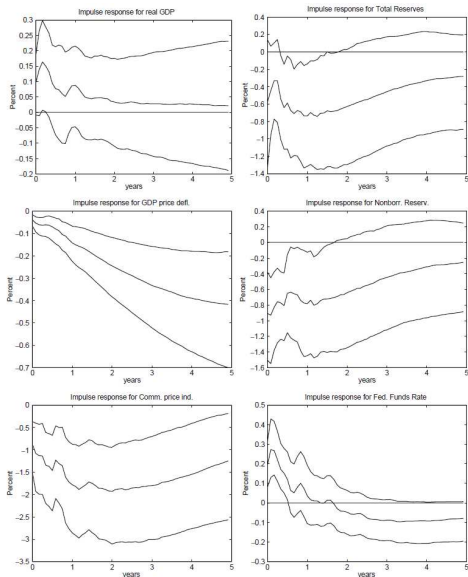 Impulse response for real GDP
0.3
0.25
0.2
0.15
0.1
0.05
0
0.05
0.1
0.15
−0.2
Percent
0 1 2 3 4 5
years
Impulse response for Total Reserves
0.4
0.2
0
−0.2
−0.4
−0.6
−0.8
−1
−1.2
−1.4
Percent
0 1 2 3 4 5
years
Impulse response for GDP price defl.
0
−0.1
−0.2
−0.3
−0.4
−0.5
−0.6
−0.7
Percent
0 1 2 3 4 5
years
Impulse response for Nonborr. Reserv.
0.4
0.2
0
−0.2
−0.4
−0.6
−0.8
−1
−1.2
−1.4
−1.6
Percent
0 1 2 3 4 5
years
Impulse response for Comm. price ind.
0
−0.5
−1
−1.5
−2
−2.5
−3
−3.5
Percent
0 1 2 3 4 5
years
Impulse response for Fed. Funds Rate
0.5
0.4
0.3
0.2
0.1
0
−0.1
−0.2
−0.3
Percent
0 1 2 3 4 5
years